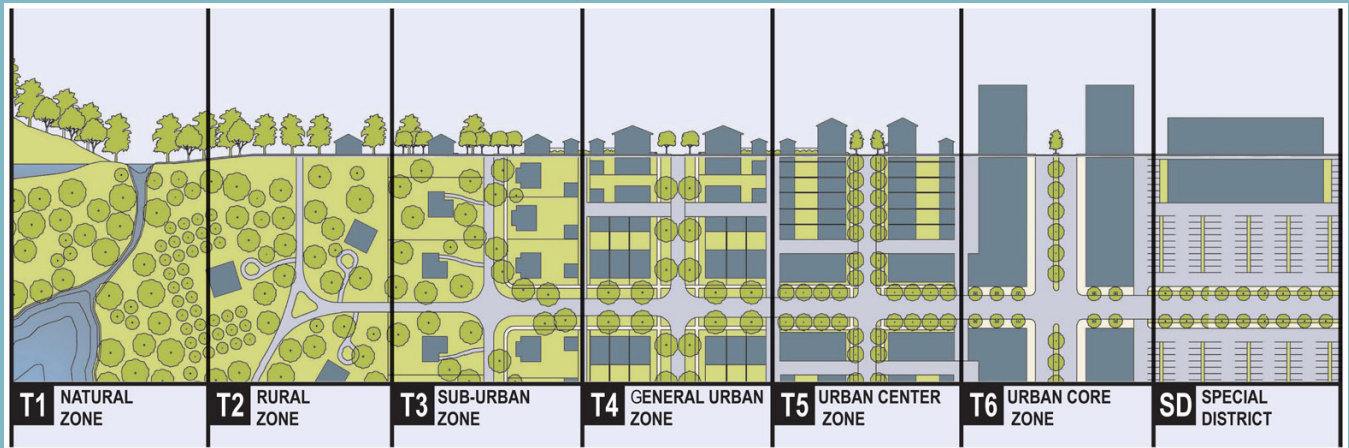 T1 NATURAL
ZONE
T2 RURAL
ZONE
T3 SUB-URBAN
ZONE
T4 GENERAL URBAN
ZONE
T5 URBAN CENTER
ZONE
T6 URBAN CORE
ZONE
SD SPECIAL
DISTRICT